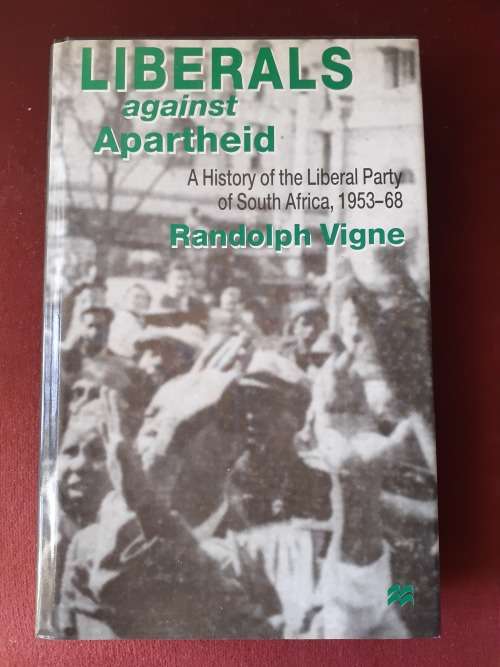 LIBERALS
against
Apartheid
A History of the Liberal Party
of South Africa, 1953–68
Randolph Vigne